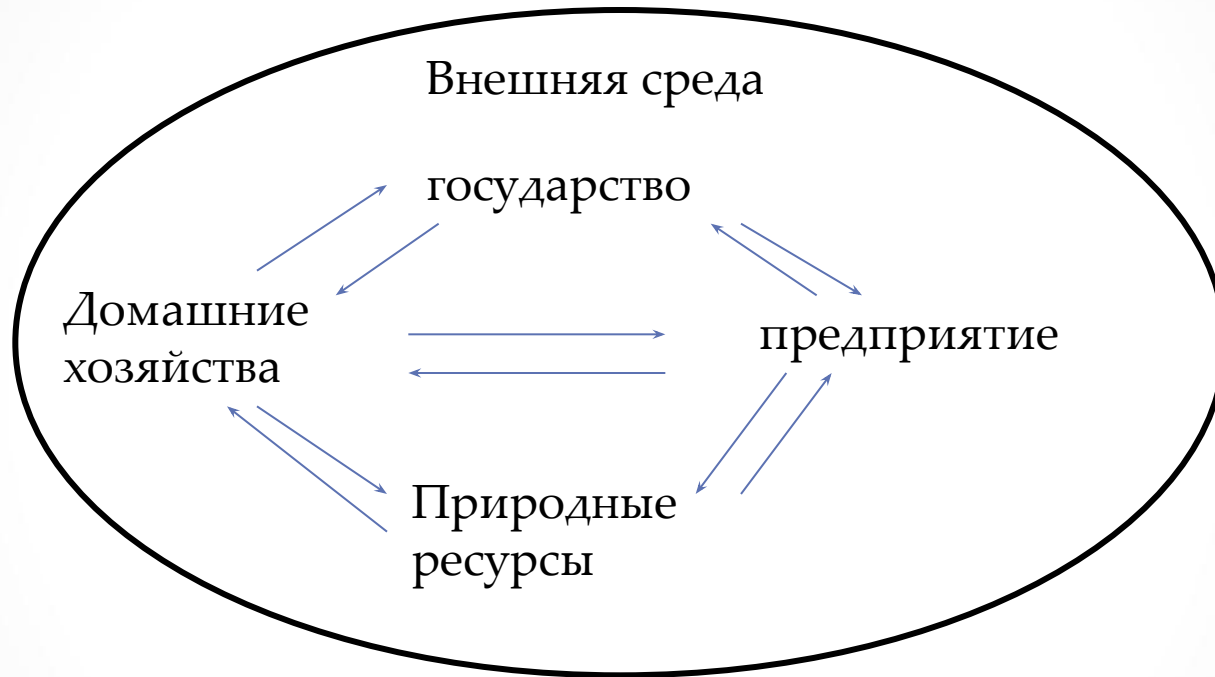 Внешняя среда
государство
Домашние
хозяйства
предприятие
Природные
ресурсы